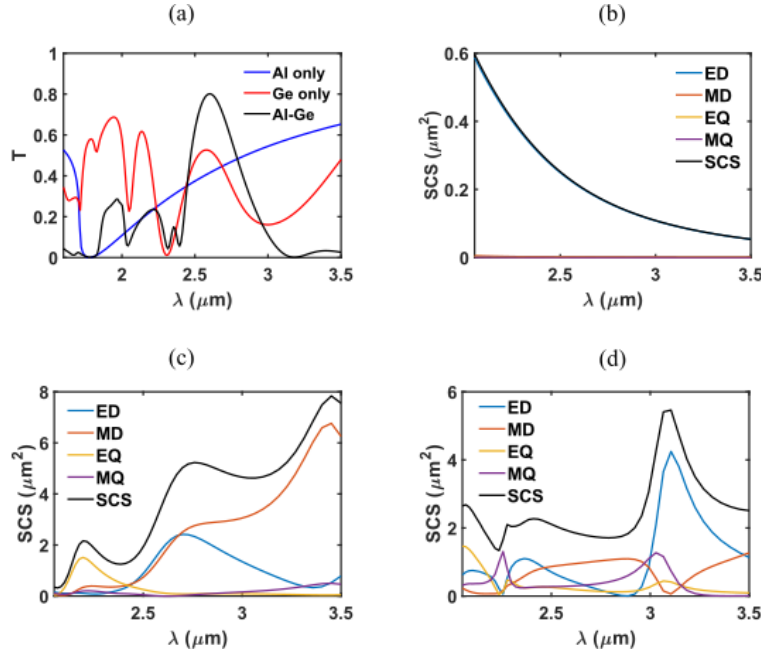 (a)
1
0.8
0.6
0.4
0.2
0
T
Al only
Ge only
Al-Ge
2 2.5 3 3.5
λ (μm)
(b)
0.6
0.4
0.2
0
SCS (μm²)
ED
MD
EQ
MQ
SCS
2.5 3 3.5
λ (μm)
(c)
8
6
4
2
0
SCS (μm²)
ED
MD
EQ
MQ
SCS
2.5 3 3.5
λ (μm)
(d)
6
4
2
0
SCS (μm²)
ED
MD
EQ
MQ
SCS
2.5 3 3.5
λ (μm)